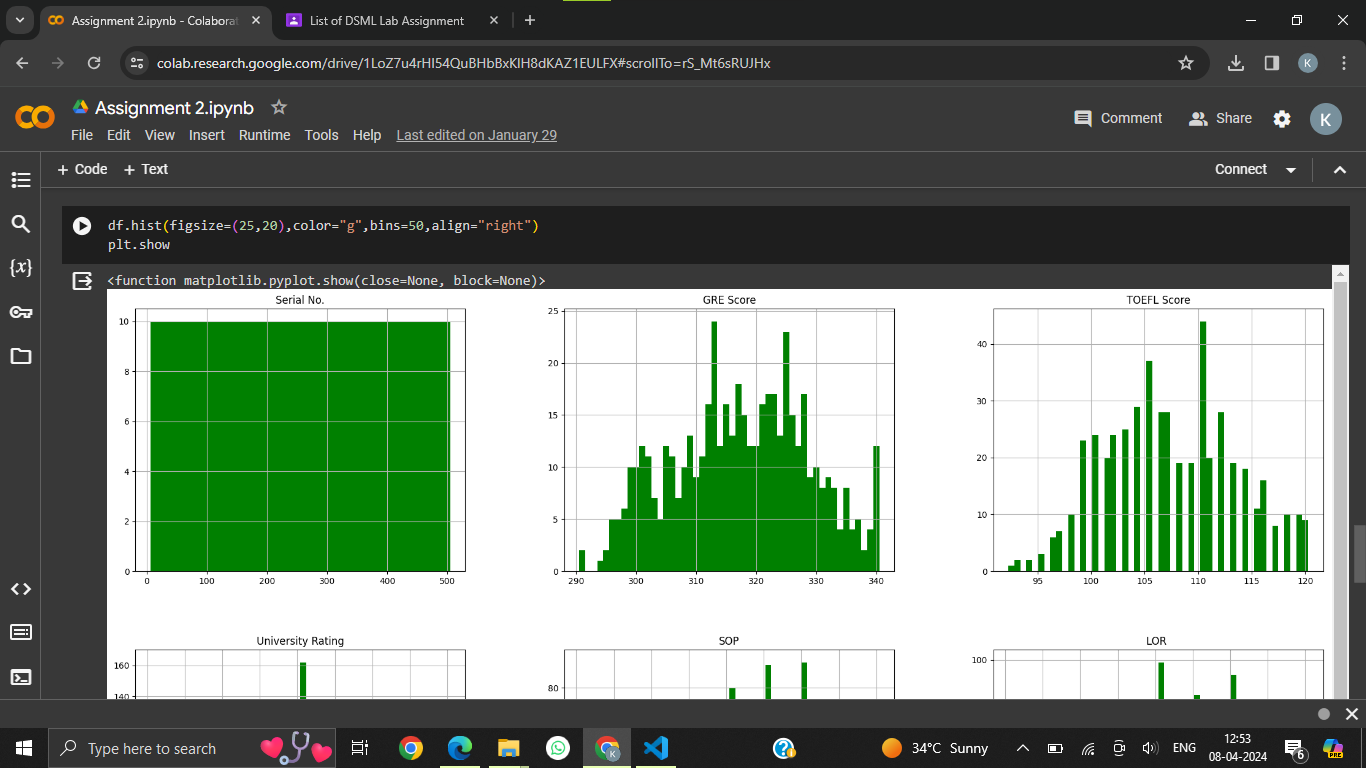 Assignment 2.ipynb - Colaborat
List of DSML Lab Assignment
colab.research.google.com/drive/1LoZ7u4rHI54QuBHbBxKlH8dKAZ1EULFX#scrollTo=rS_Mt6sRUJHx
K
Assignment 2.ipynb
File Edit View Insert Runtime Tools Help Last edited on January 29
Comment Share K
+ Code + Text
Connect
df.hist(figsize=(25,20),color="g",bins=50,align="right")
plt.show
<function matplotlib.pyplot.show(close=None, block=None)>
Serial No.
10
8
6
4
2
0
0 100 200 300 400 500
GRE Score
25
20
15
10
5
0
290 300 310 320 330 340
TOEFL Score
40
30
20
10
0
95 100 105 110 115 120
University Rating
160
140
SOP
80
LOR
100
Type here to search
K
34°C Sunny
ENG
12:53
08-04-2024
6
PRE